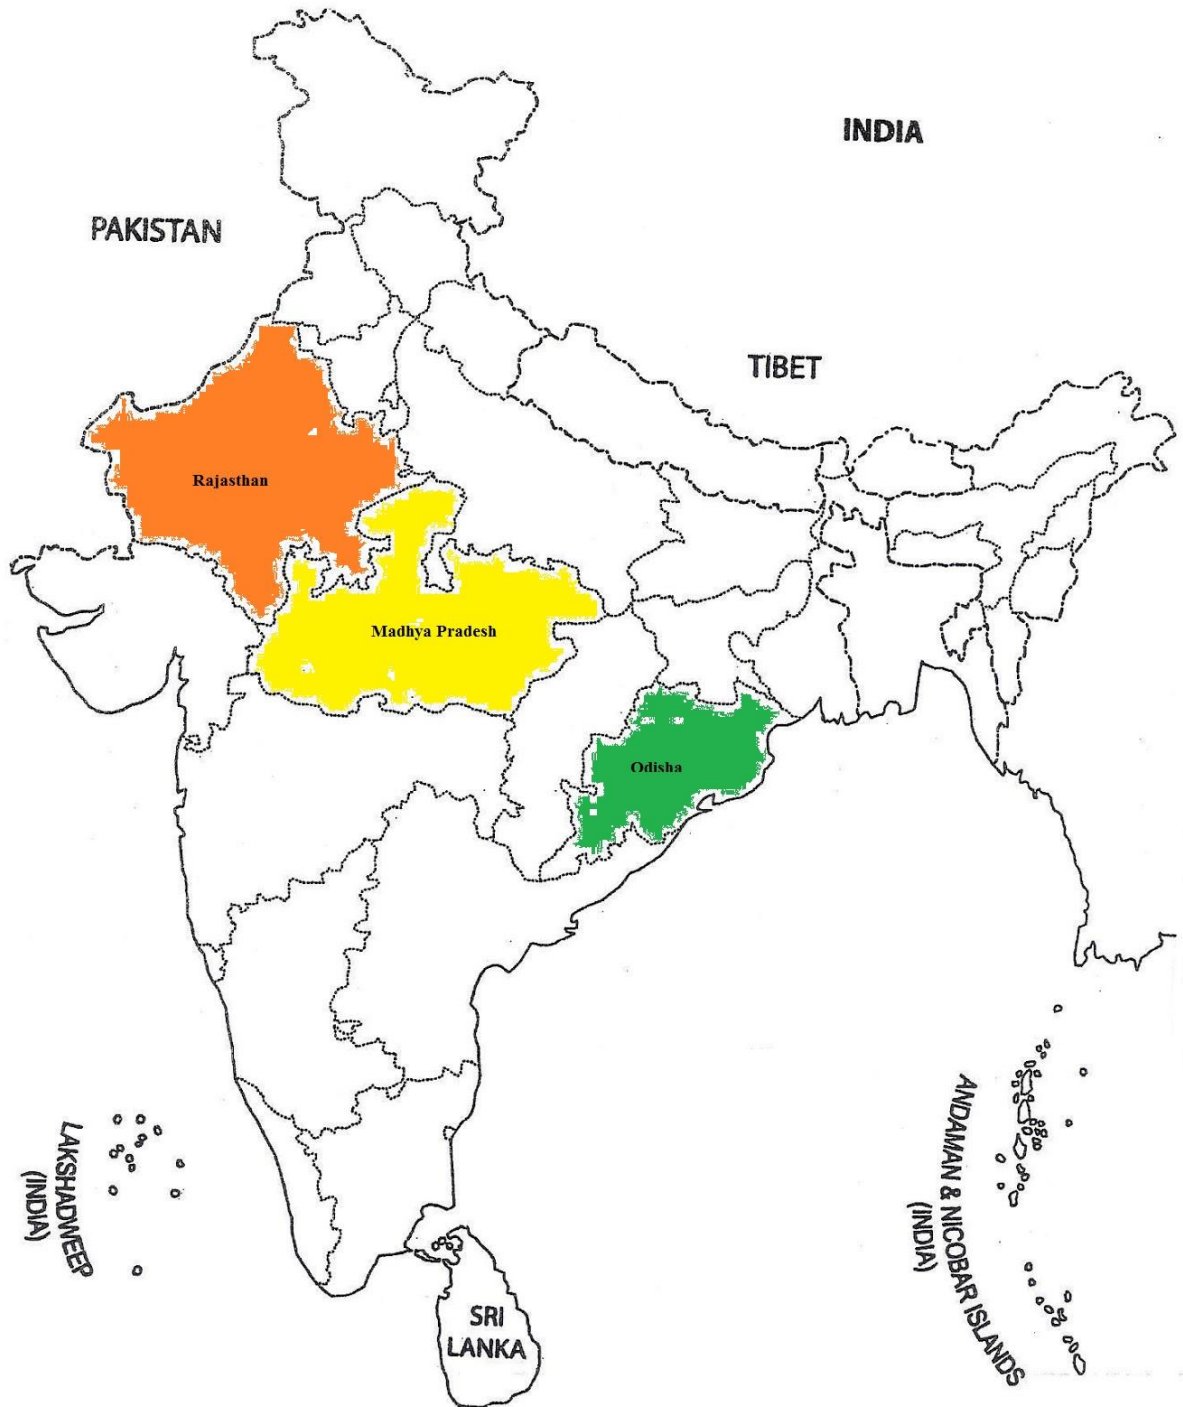 INDIA
PAKISTAN
TIBET
Rajasthan
Madhya Pradesh
Odisha
LAKSHADWEEP
(INDIA)
ANDAMAN & NICOBAR ISLANDS
(INDIA)
SRI
LANKA